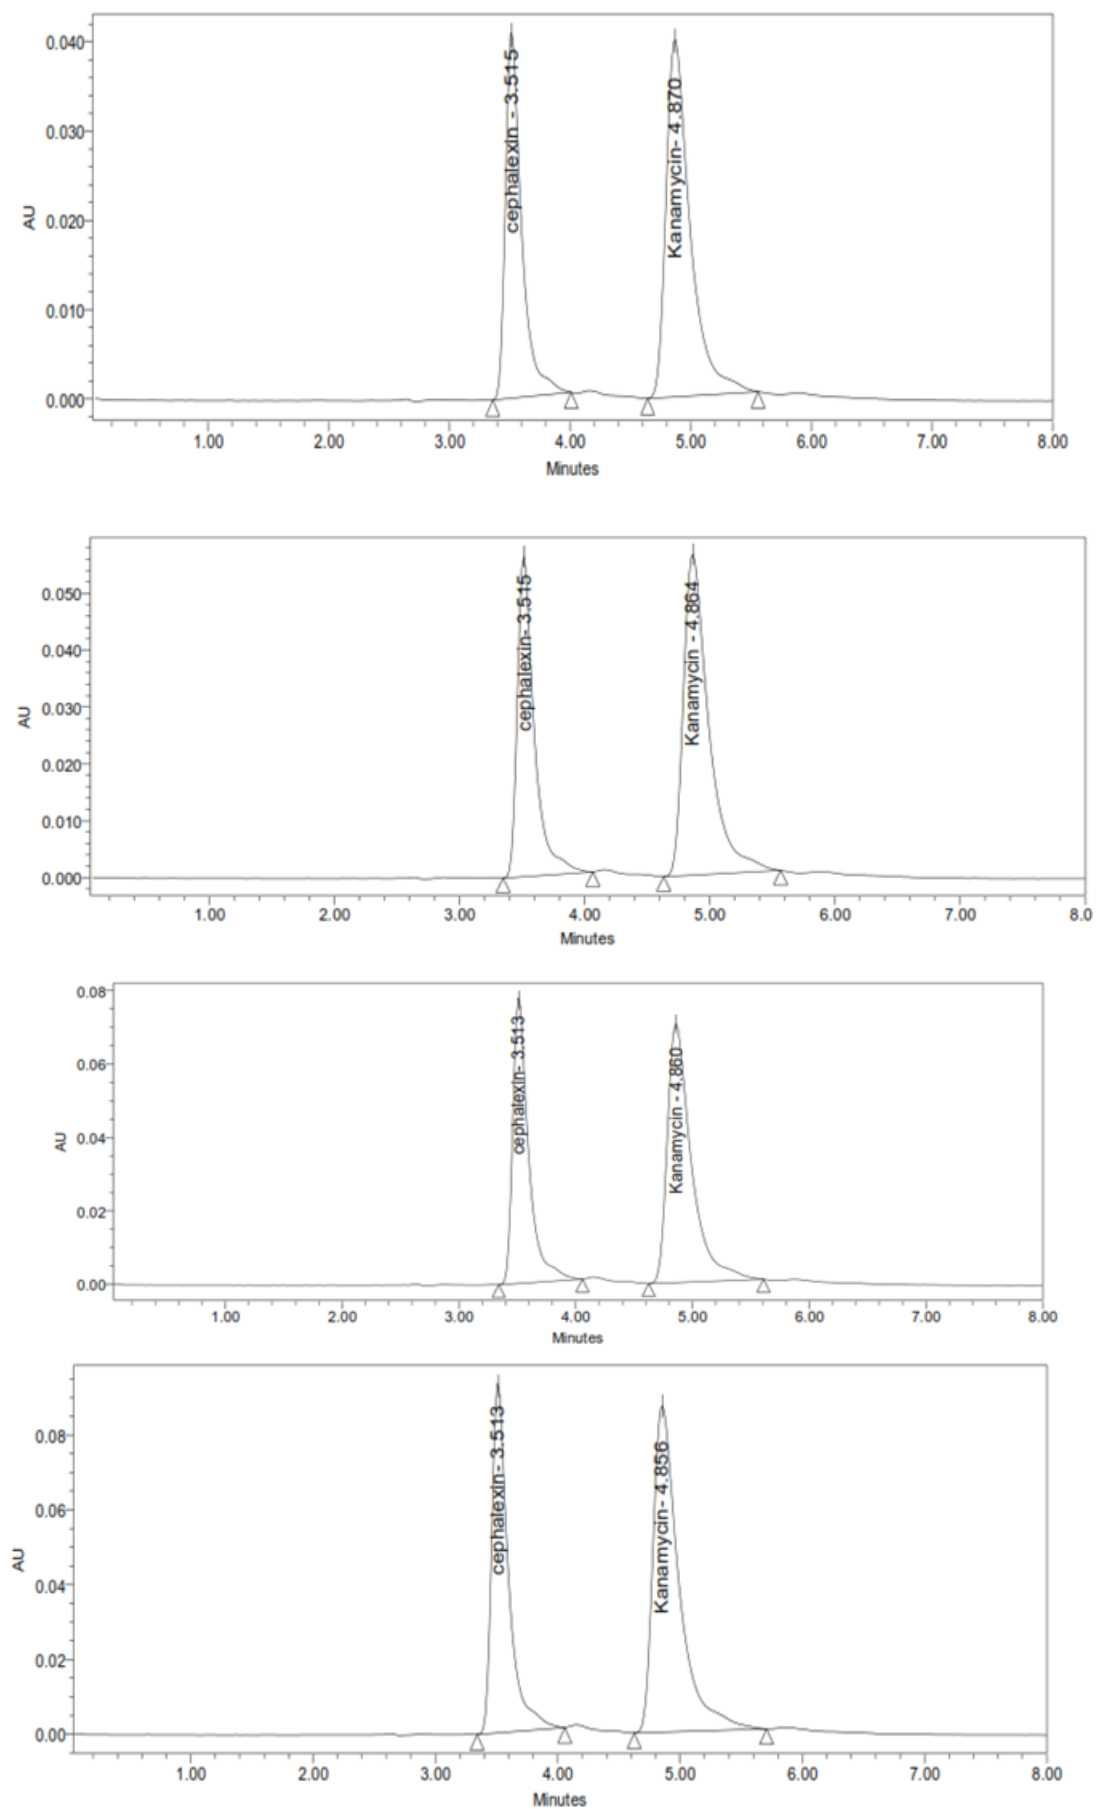 0.040
0.030
0.020
0.010
0.000
AU
cephalexin - 3.515
Kanamycin- 4.870
1.00 2.00 3.00 4.00 5.00 6.00 7.00 8.00
Minutes
0.050
0.040
0.030
0.020
0.010
0.000
AU
cephalexin- 3.515
Kanamycin - 4.864
1.00 2.00 3.00 4.00 5.00 6.00 7.00 8.0
Minutes
0.08
0.06
0.04
0.02
0.00
AU
cephalexin- 3.513
Kanamycin - 4.860
1.00 2.00 3.00 4.00 5.00 6.00 7.00 8.00
Minutes
0.08
0.06
0.04
0.02
0.00
AU
cephalexin- 3.513
Kanamycin- 4.856
1.00 2.00 3.00 4.00 5.00 6.00 7.00 8.00
Minutes